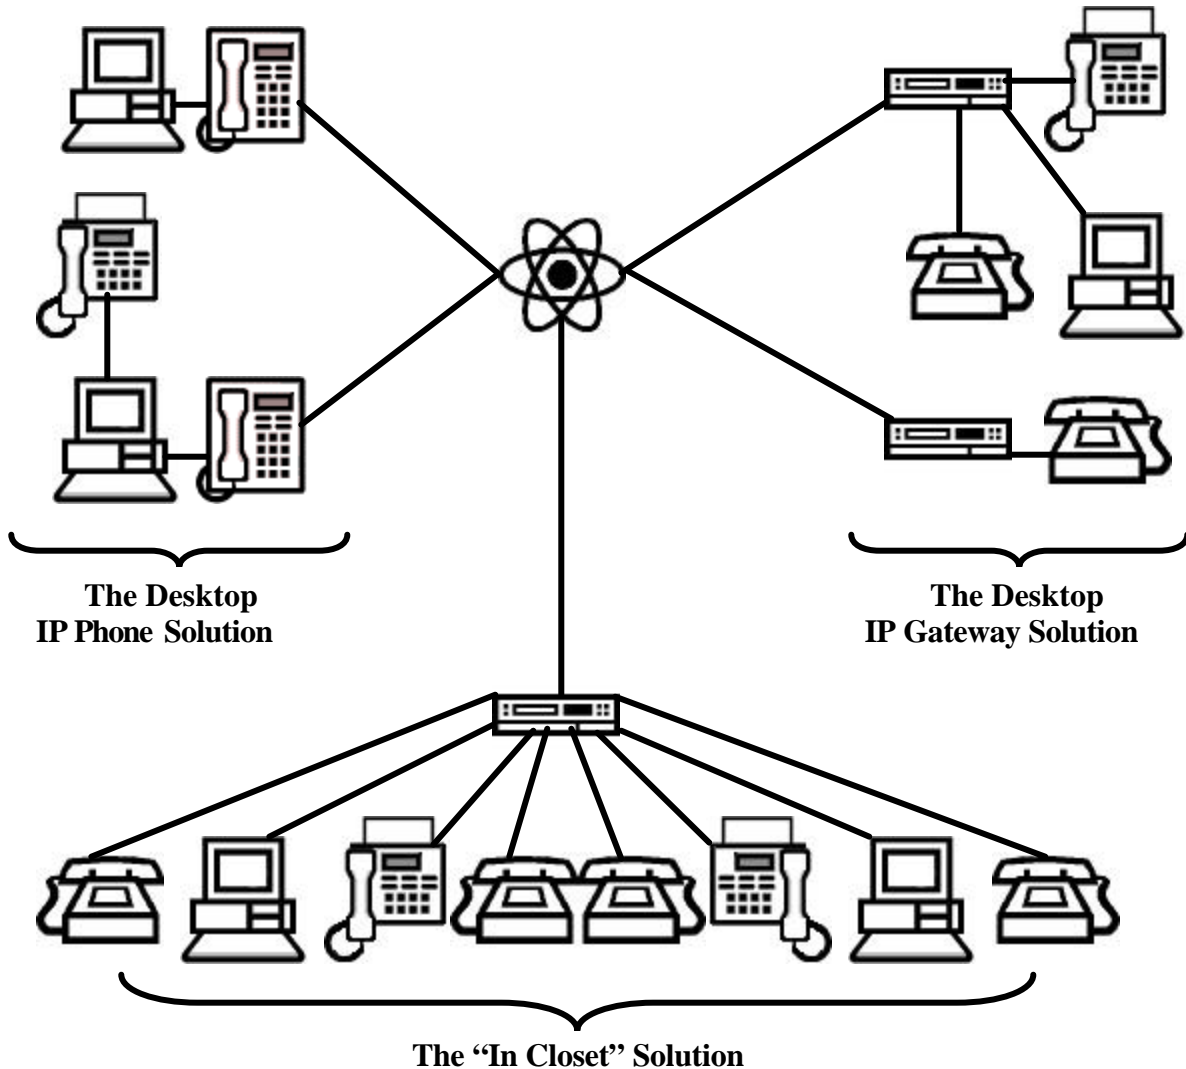 The Desktop
IP Phone Solution
The Desktop
IP Gateway Solution
The “In Closet” Solution